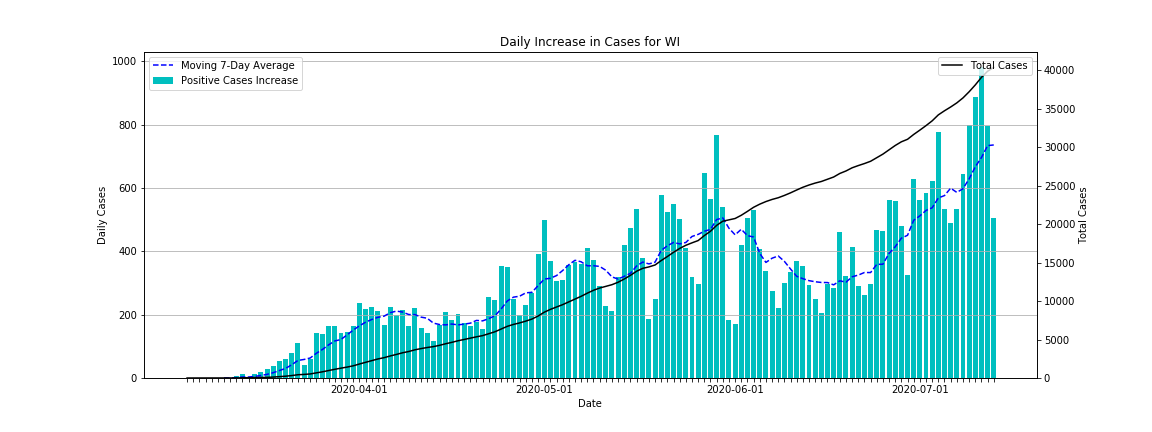 Daily Increase in Cases for WI
Moving 7-Day Average
Positive Cases Increase
Total Cases
1000
800
600
400
200
0
Daily Cases
40000
35000
30000
25000
20000
15000
10000
5000
0
Total Cases
2020-04-01
2020-05-01
2020-06-01
2020-07-01
Date